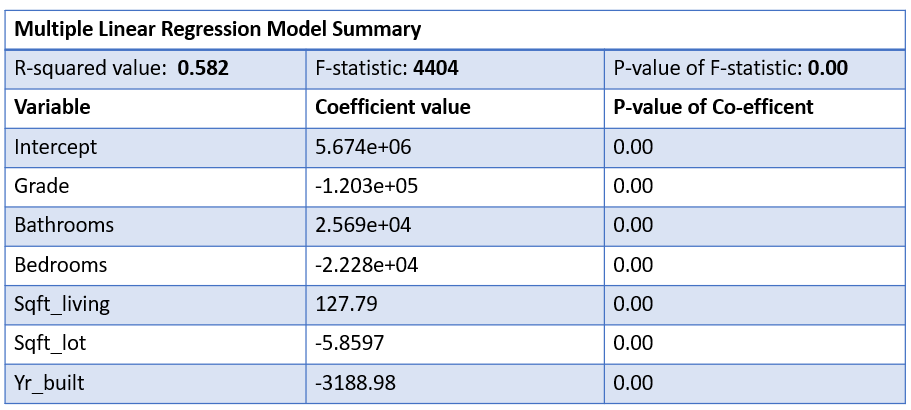 Multiple Linear Regression Model Summary
R-squared value: 0.582 F-statistic: 4404 P-value of F-statistic: 0.00
Variable Coefficient value P-value of Co-efficent
Intercept 5.674e+06 0.00
Grade -1.203e+05 0.00
Bathrooms 2.569e+04 0.00
Bedrooms -2.228e+04 0.00
Sqft_living 127.79 0.00
Sqft_lot -5.8597 0.00
Yr_built -3188.98 0.00